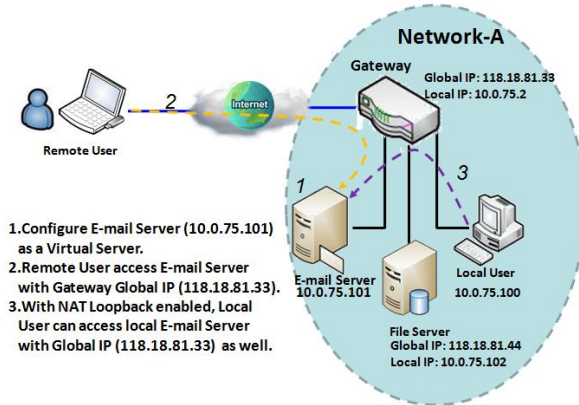 Network-A
Gateway
Global IP: 118.18.81.33
Local IP: 10.0.75.2
2
Internet
Remote User
1
3
1.Configure E-mail Server (10.0.75.101)
as a Virtual Server.
2.Remote User access E-mail Server
with Gateway Global IP (118.18.81.33).
3.With NAT Loopback enabled, Local
User can access local E-mail Server
with Global IP (118.18.81.33) as well.
E-mail Server
10.0.75.101
Local User
10.0.75.100
File Server
Global IP: 118.18.81.44
Local IP: 10.0.75.102